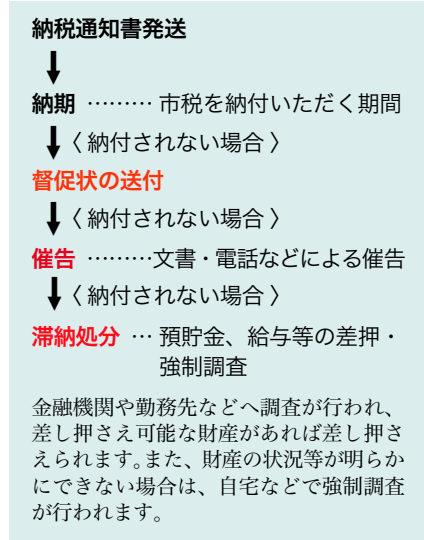 納税通知書発送
納期 ……… 市税を納付いただく期間
〈 納付されない場合 〉
督促状の送付
〈 納付されない場合 〉
催告 ………文書・電話などによる催告
〈 納付されない場合 〉
滞納処分 … 預貯金、給与等の差押・
強制調査
金融機関や勤務先などへ調査が行われ、
差し押さえ可能な財産があれば差し押さ
えられます。また、財産の状況等が明らか
にできない場合は、自宅などで強制調査
が行われます。